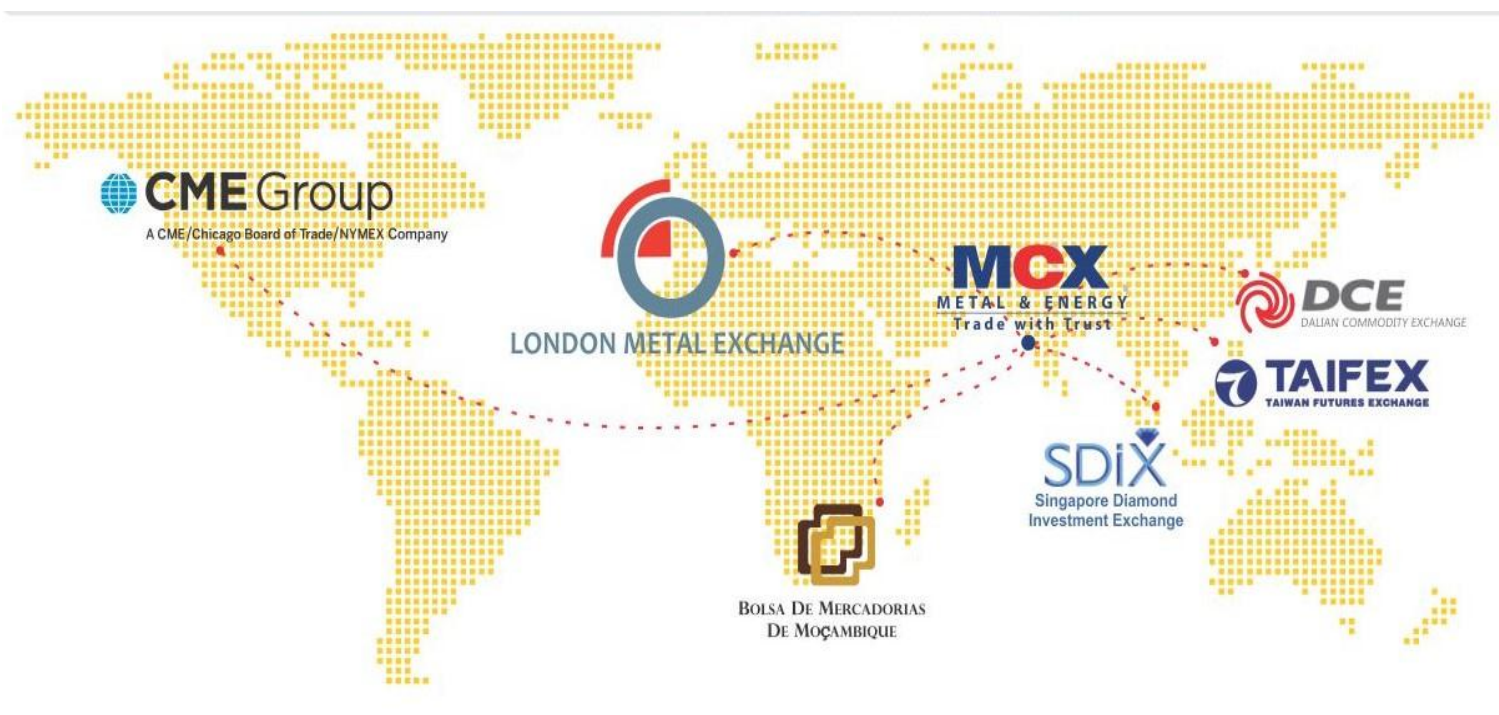 CME Group
A CME/Chicago Board of Trade/NYMEX Company
LONDON METAL EXCHANGE
MCX
METAL & ENERGY
Trade with Trust
DCE
DALIAN COMMODITY EXCHANGE
TAIFEX
TAIWAN FUTURES EXCHANGE
SDiX
Singapore Diamond
Investment Exchange
BOLSA DE MERCADORIAS
DE MOÇAMBIQUE